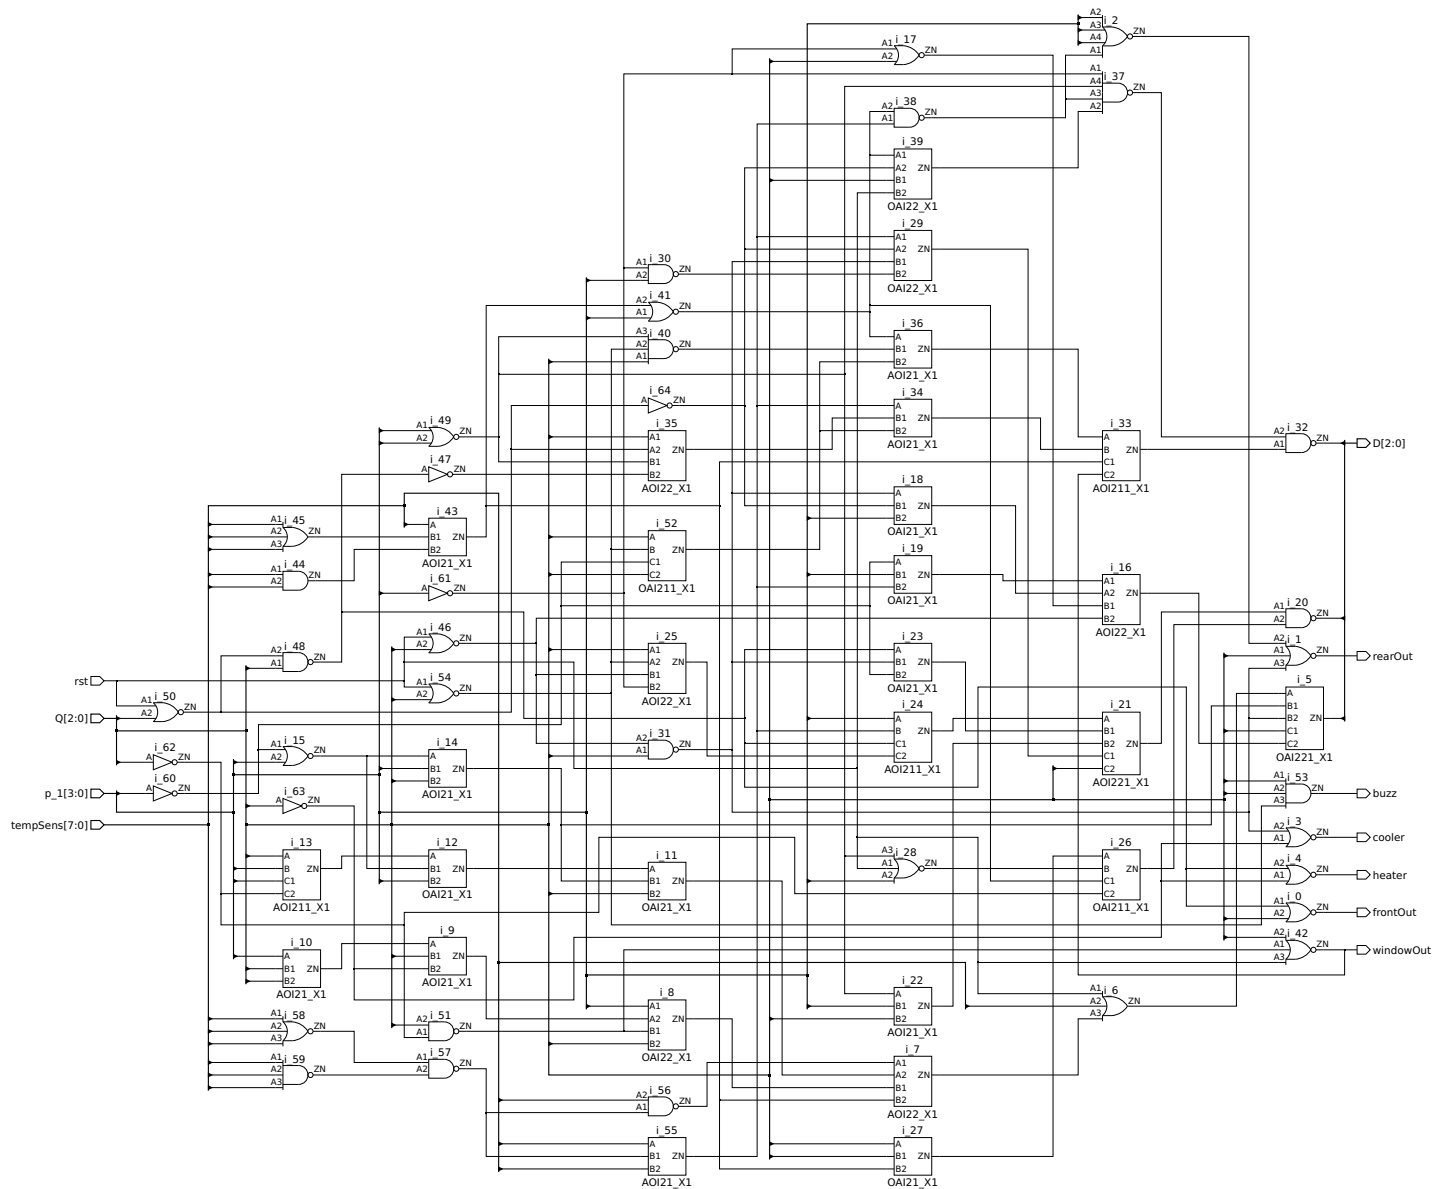 rst
Q[2:0]
p_1[3:0]
tempSens[7:0]
A1 i_50
A2 ZN
i_62
A ZN
i_60
A ZN
A1 i_45
A2 ZN
A3
i_44
A1 ZN
A2
i_48
A2 ZN
A1
i_15
A1 ZN
A2
i_63
A ZN
i_13
A
B ZN
C1
C2
AOI211_X1
i_10
A
B1 ZN
B2
AOI21_X1
A1 i_58
A2 ZN
A3
A1 i_59
A2 ZN
A3
i_49
A1 ZN
A2
i_47
A ZN
i_43
A
B1 ZN
B2
AOI21_X1
i_61
A ZN
i_46
A1 ZN
A2
i_54
A1 ZN
A2
i_14
A
B1 ZN
B2
AOI21_X1
i_12
A
B1 ZN
B2
OAI21_X1
i_9
A
B1 ZN
B2
AOI21_X1
i_51
A2 ZN
A1
i_57
A1 ZN
A2
i_30
A1 ZN
A2
i_41
A2 ZN
A1
A3 i_40
A2 ZN
A1
i_64
A ZN
i_35
A1
A2 ZN
B1
B2
AOI22_X1
i_52
A
B ZN
C1
C2
OAI211_X1
i_25
A1
A2 ZN
B1
B2
AOI22_X1
i_31
A2 ZN
A1
i_11
A
B1 ZN
B2
OAI21_X1
i_8
A1
A2 ZN
B1
B2
OAI22_X1
i_56
A2 ZN
A1
i_55
A
B1 ZN
B2
AOI21_X1
i_17
A1 ZN
A2
i_38
A2 ZN
A1
i_39
A1
A2 ZN
B1
B2
OAI22_X1
i_29
A1
A2 ZN
B1
B2
OAI22_X1
i_36
A
B1 ZN
B2
AOI21_X1
i_34
A
B1 ZN
B2
OAI21_X1
i_18
A
B1 ZN
B2
OAI21_X1
i_19
A
B1 ZN
B2
OAI21_X1
i_23
A
B1 ZN
B2
OAI21_X1
i_24
A
B ZN
C1
C2
AOI211_X1
A3 i_28
A1 ZN
A2
i_22
A
B1 ZN
B2
AOI21_X1
i_7
A1
A2 ZN
B1
B2
AOI22_X1
i_27
A
B1 ZN
B2
OAI21_X1
A2 i_2
A3 ZN
A4
A1
A1 i_37
A4 ZN
A3
A2
i_33
A
B ZN
C1
C2
AOI211_X1
i_16
A1
A2 ZN
B1
B2
AOI22_X1
i_21
A
B1
B2 ZN
C1
C2
AOI221_X1
i_26
A
B ZN
C1
C2
OAI211_X1
A1 i_6
A2 ZN
A3
i_32
A2 ZN
A1
i_20
A1 ZN
A2
A2 i_1
A1 ZN
A3
i_5
A
B1
B2 ZN
C1
C2
OAI221_X1
A1 i_53
A2 ZN
A3
i_3
A2 ZN
A1
i_4
A2 ZN
A1
i_0
A1 ZN
A2
A2 i_42
A1 ZN
A3
D[2:0]
rearOut
buzz
cooler
heater
frontOut
windowOut